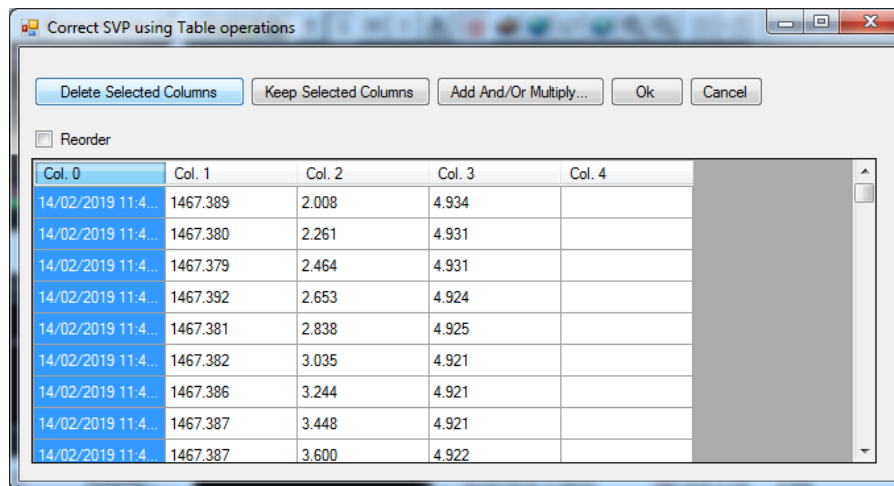 Correct SVP using Table operations
Delete Selected Columns Keep Selected Columns Add And/Or Multiply... Ok Cancel
Reorder
Col. 0 Col. 1 Col. 2 Col. 3 Col. 4
14/02/2019 11:4... 1467.389 2.008 4.934
14/02/2019 11:4... 1467.380 2.261 4.931
14/02/2019 11:4... 1467.379 2.464 4.931
14/02/2019 11:4... 1467.392 2.653 4.924
14/02/2019 11:4... 1467.381 2.838 4.925
14/02/2019 11:4... 1467.382 3.035 4.921
14/02/2019 11:4... 1467.386 3.244 4.921
14/02/2019 11:4... 1467.387 3.448 4.921
14/02/2019 11:4... 1467.387 3.600 4.922